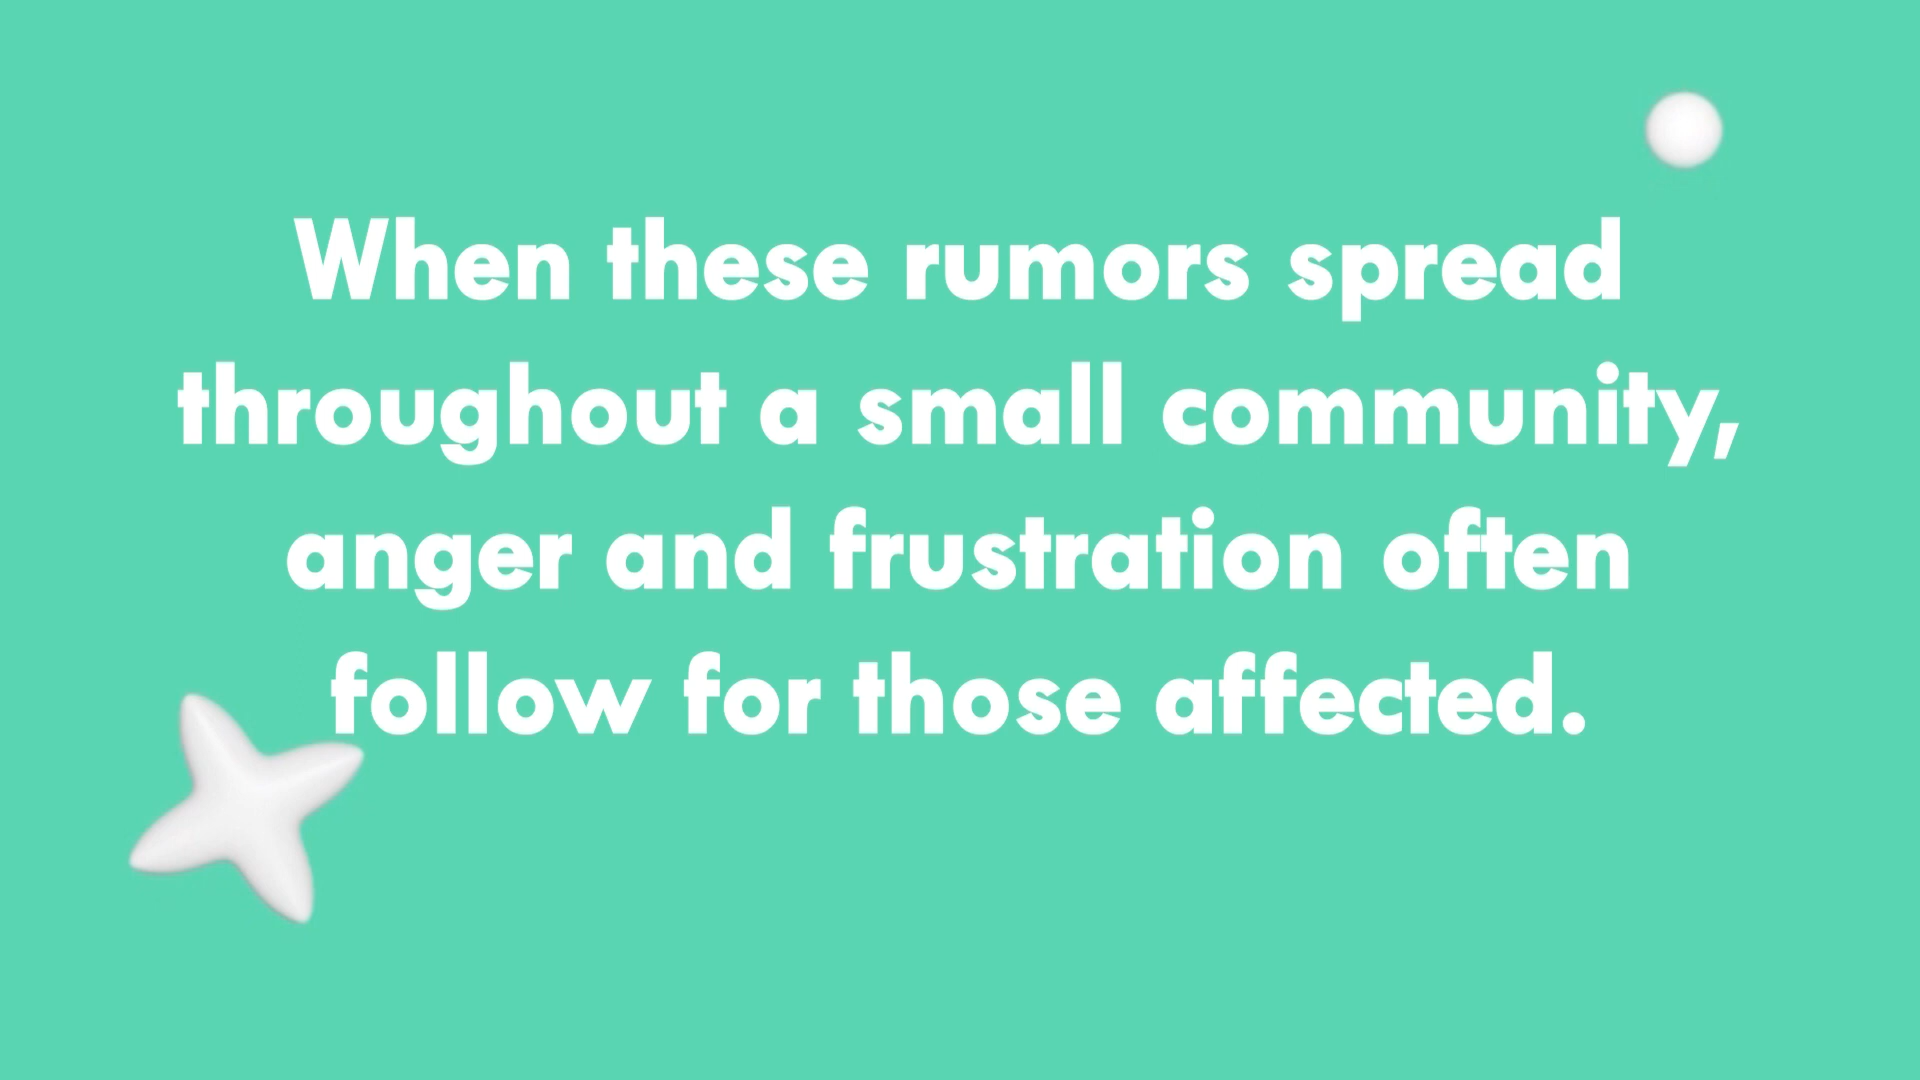 When these rumors spread
throughout a small community,
anger and frustration often
follow for those affected.